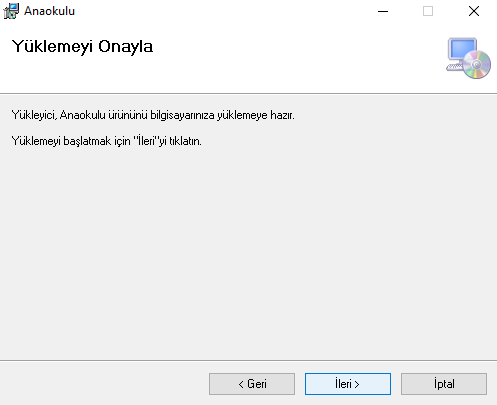 Anaokulu
Yüklemeyi Onayla
Yükleyici, Anaokulu ürününü bilgisayarınıza yüklemeye hazır.
Yüklemeyi başlatmak için "İleri"yi tıklatın.
< Geri
İleri >
İptal